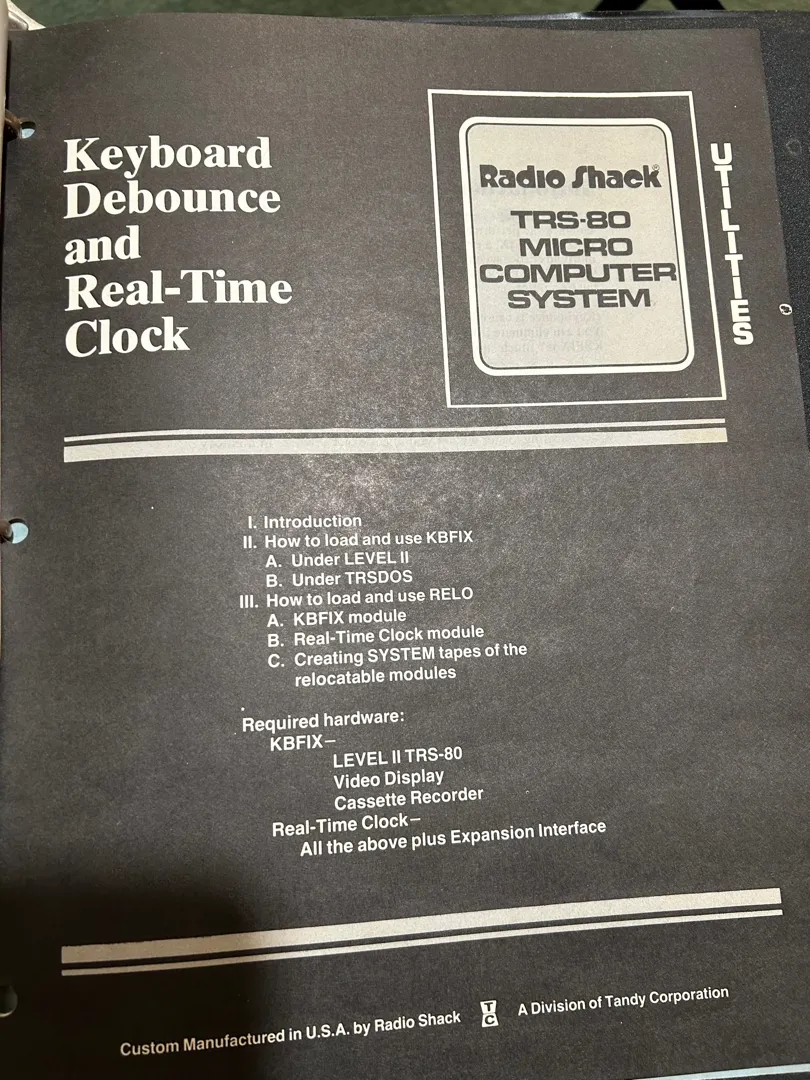 Keyboard
Debounce
and
Real-Time
Clock
Radio Shack®
TRS-80
MICRO
COMPUTER
SYSTEM
UTILITIES
I. Introduction
II. How to load and use KBFIX
A. Under LEVEL II
B. Under TRSDOS
III. How to load and use RELO
A. KBFIX module
B. Real-Time Clock module
C. Creating SYSTEM tapes of the
relocatable modules
Required hardware:
KBFIX—
LEVEL II TRS-80
Video Display
Cassette Recorder
Real-Time Clock—
All the above plus Expansion Interface
Custom Manufactured in U.S.A. by Radio Shack
TC
A Division of Tandy Corporation